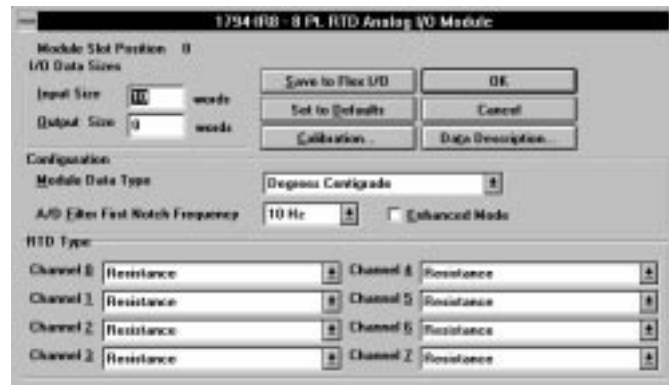 1794-IR8 - 8 Pt. RTD Analog I/O Module
Module Slot Position 0
I/O Data Sizes
Input Size 10 words
Output Size 0 words
Save to Flex I/O
OK
Set to Defaults
Cancel
Calibration...
Data Description...
Configuration
Module Data Type Degrees Centigrade
A/D Filter First Notch Frequency 10 Hz Enhanced Mode
RTD Type
Channel 0 Resistance Channel 4 Resistance
Channel 1 Resistance Channel 5 Resistance
Channel 2 Resistance Channel 6 Resistance
Channel 3 Resistance Channel 7 Resistance